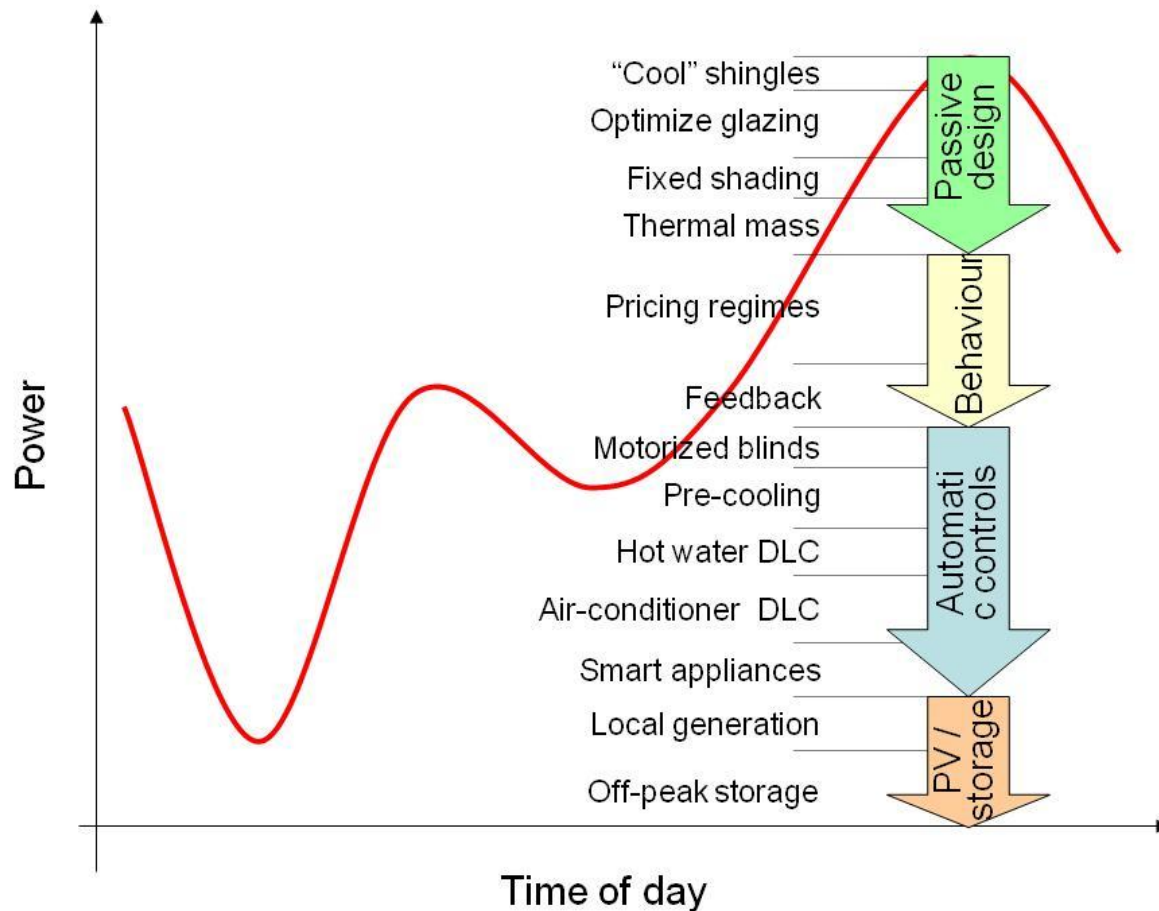 “Cool” shingles
Optimize glazing
Fixed shading
Thermal mass
Pricing regimes
Feedback
Motorized blinds
Pre-cooling
Hot water DLC
Air-conditioner DLC
Smart appliances
Local generation
Off-peak storage
Passive
design
Behaviour
Automati
c controls
PV /
storage
Power
Time of day